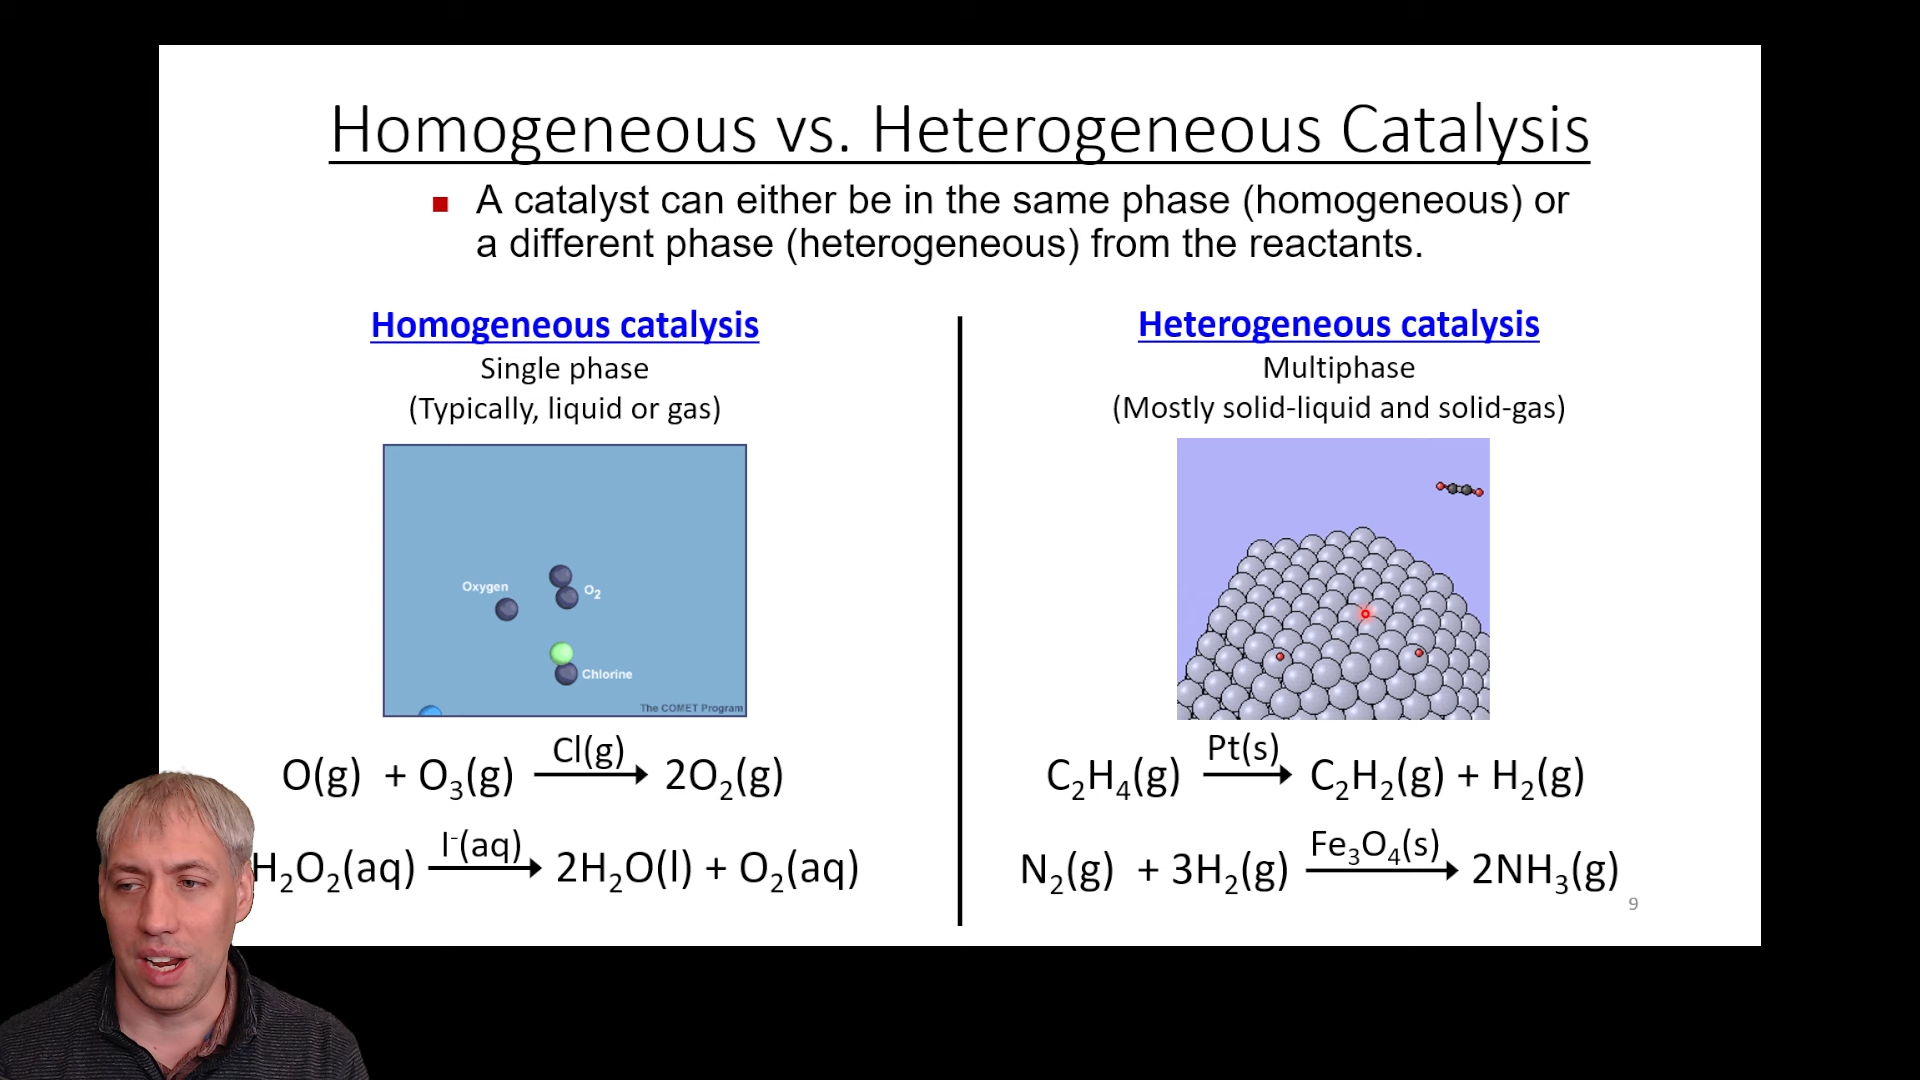 Homogeneous vs. Heterogeneous Catalysis
■ A catalyst can either be in the same phase (homogeneous) or
a different phase (heterogeneous) from the reactants.
Homogeneous catalysis
Single phase
(Typically, liquid or gas)
Oxygen
O₂
Chlorine
The COMET Program
Cl(g)
O(g) + O₃(g) → 2O₂(g)
I⁻(aq)
H₂O₂(aq) → 2H₂O(l) + O₂(aq)
Heterogeneous catalysis
Multiphase
(Mostly solid-liquid and solid-gas)
Pt(s)
C₂H₄(g) → C₂H₂(g) + H₂(g)
Fe₃O₄(s)
N₂(g) + 3H₂(g) → 2NH₃(g)
9